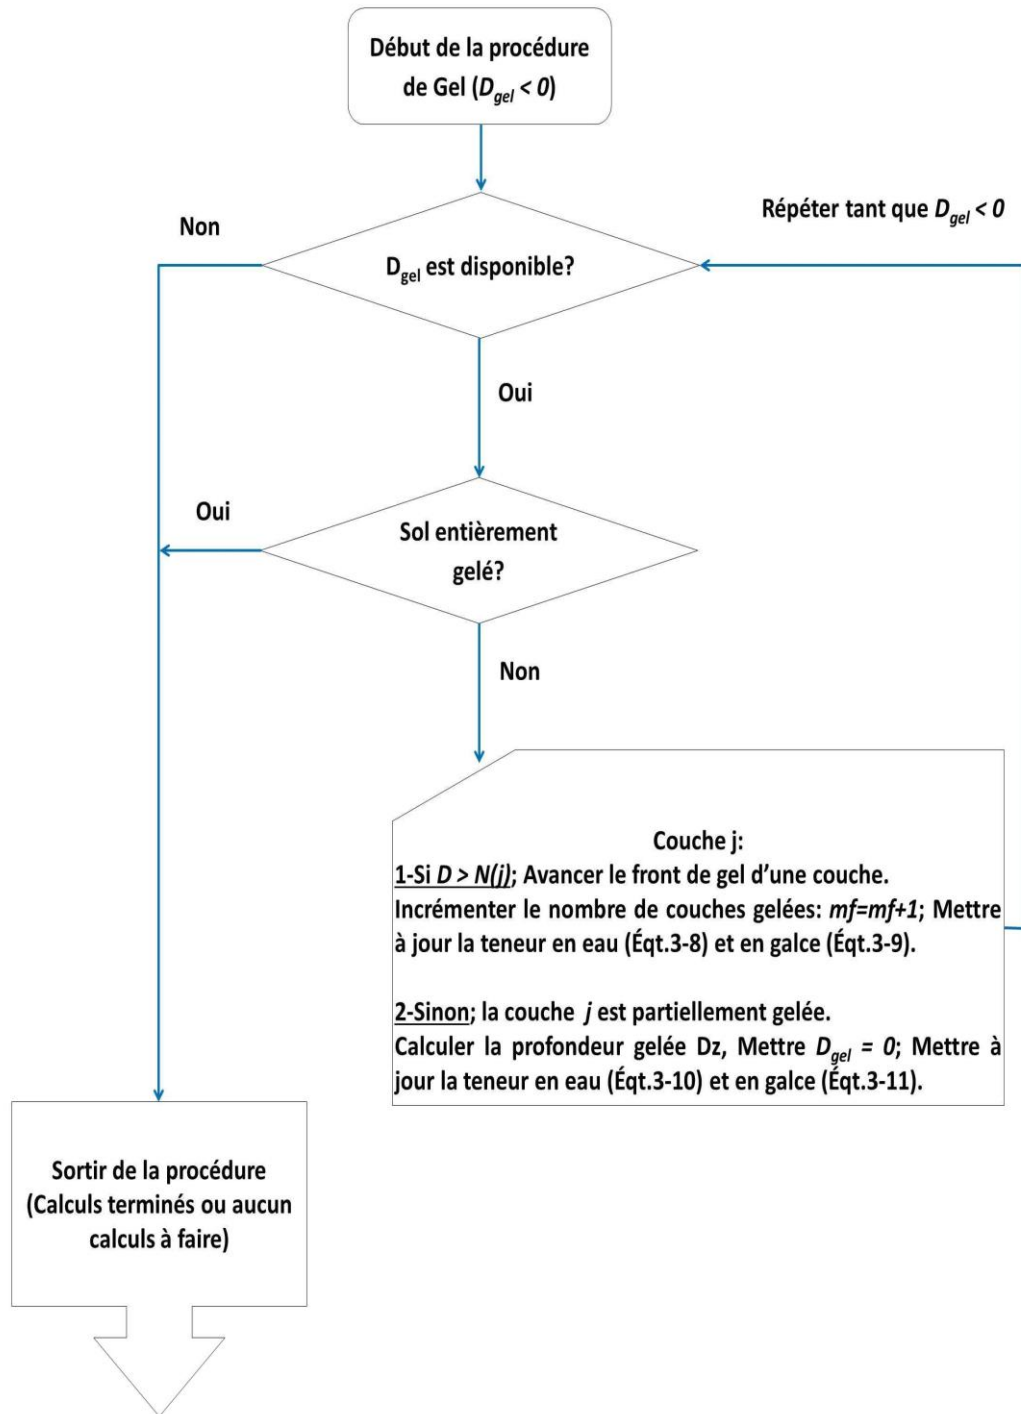 Début de la procédure
de Gel (D_gel < 0)
Répéter tant que D_gel < 0
Non
D_gel est disponible?
Oui
Oui
Sol entièrement
gelé?
Non
Couche j:
1-Si D > N(j); Avancer le front de gel d’une couche.
Incrémenter le nombre de couches gelées: mf=mf+1; Mettre
à jour la teneur en eau (Éqt.3-8) et en galce (Éqt.3-9).
2-Sinon; la couche j est partiellement gelée.
Calculer la profondeur gelée Dz, Mettre D_gel = 0; Mettre à
jour la teneur en eau (Éqt.3-10) et en galce (Éqt.3-11).
Sortir de la procédure
(Calculs terminés ou aucun
calculs à faire)